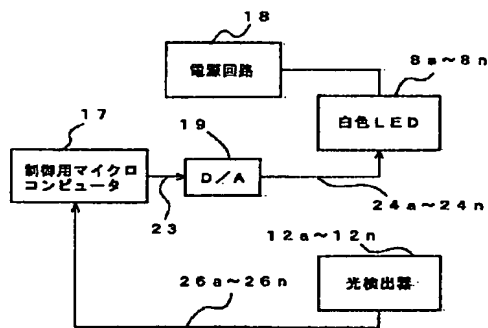 18
電源回路
8a～8n
白色LED
17
制御用マイクロ
コンピュータ
19
D／A
23
24a～24n
12a～12n
光検出器
26a～26n